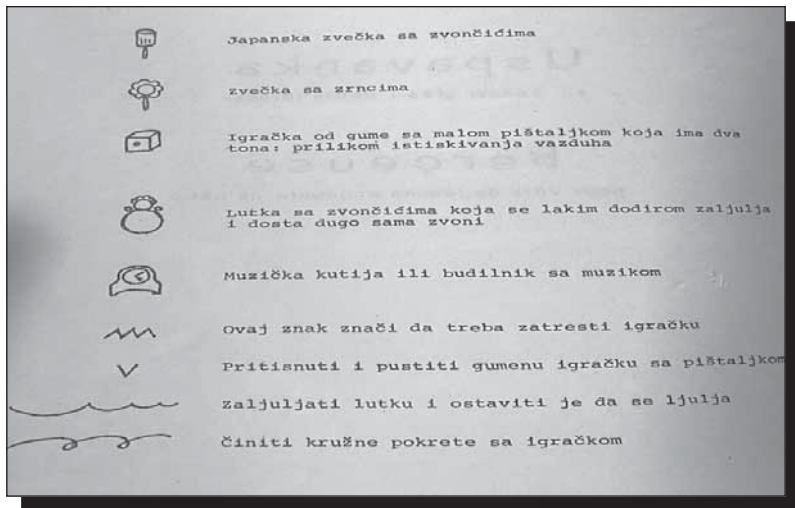 Japanska zvečka sa zvončićima
zvečka sa zrncima
Igračka od gume sa malom pištaljkom koja ima dva
tona: prilikom istiskivanja vazduha
Lutka sa zvončićima koja se lakim dodirom zaljulja
i dosta dugo sama zvoni
Muzička kutija ili budilnik sa muzikom
Ovaj znak znači da treba zatresti igračku
Pritisnuti i pustiti gumenu igračku sa pištaljkom
Zaljuljati lutku i ostaviti je da se ljulja
Činiti kružne pokrete sa igračkom
Uspavanka
Berceuse